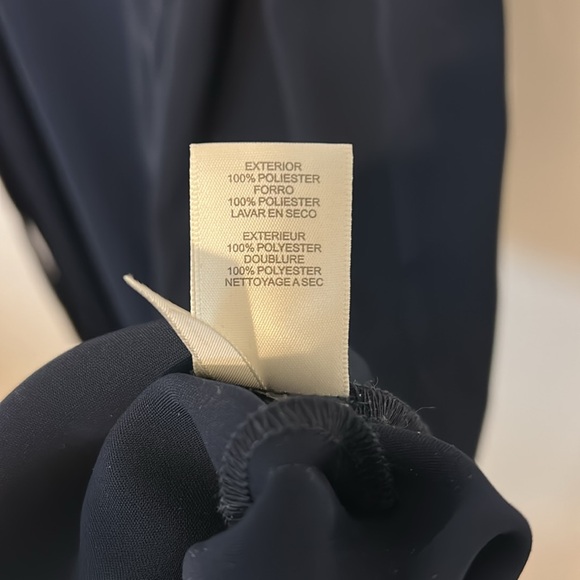 EXTERIOR
100% POLIESTER
FORRO
100% POLIESTER
LAVAR EN SECO
EXTERIEUR
100% POLYESTER
DOUBLURE
100% POLYESTER
NETTOYAGE A SEC